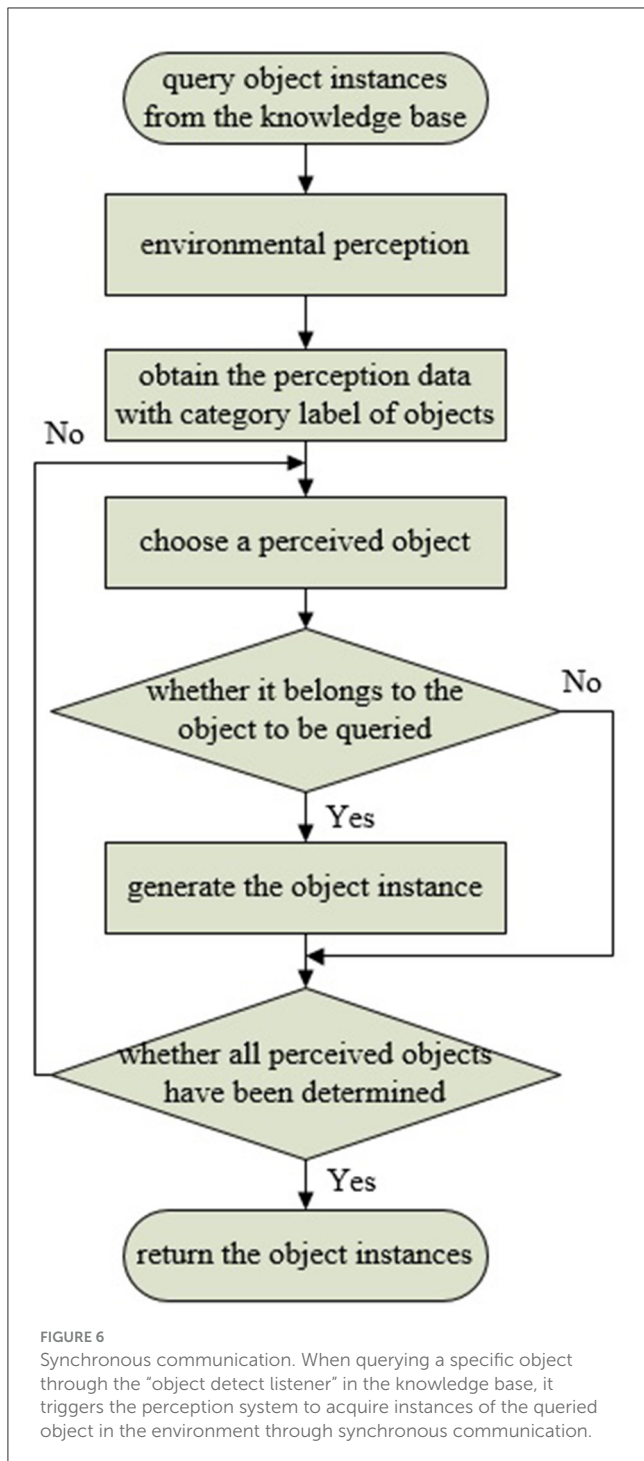 query object instances
from the knowledge base
environmental perception
obtain the perception data
with category label of objects
No
choose a perceived object
whether it belongs to the
object to be queried
No
Yes
generate the object instance
whether all perceived objects
have been determined
Yes
return the object instances
FIGURE 6
Synchronous communication. When querying a specific object
through the "object detect listener" in the knowledge base, it
triggers the perception system to acquire instances of the queried
object in the environment through synchronous communication.